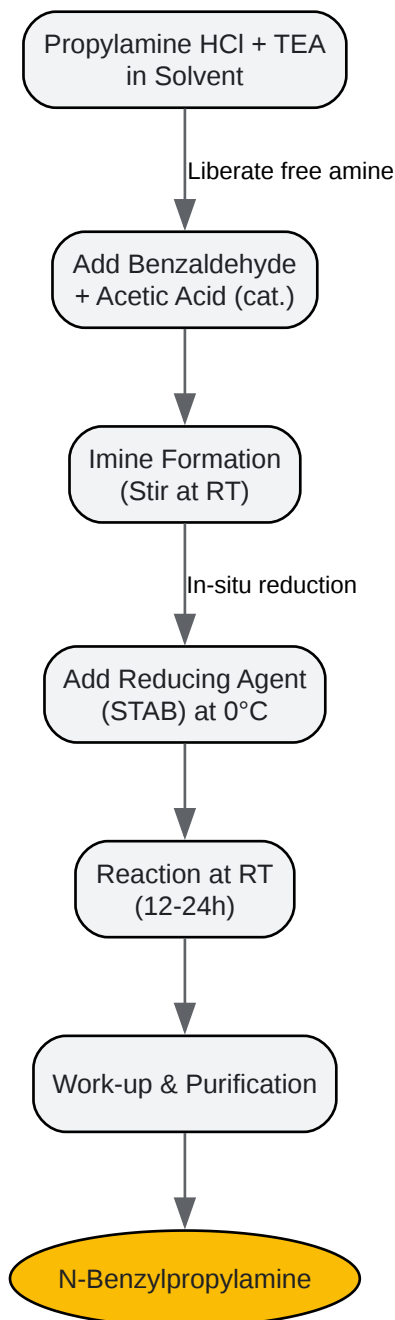 Propylamine HCl + TEA
in Solvent
Liberate free amine
Add Benzaldehyde
+ Acetic Acid (cat.)
Imine Formation
(Stir at RT)
In-situ reduction
Add Reducing Agent
(STAB) at 0°C
Reaction at RT
(12-24h)
Work-up & Purification
N-Benzylpropylamine